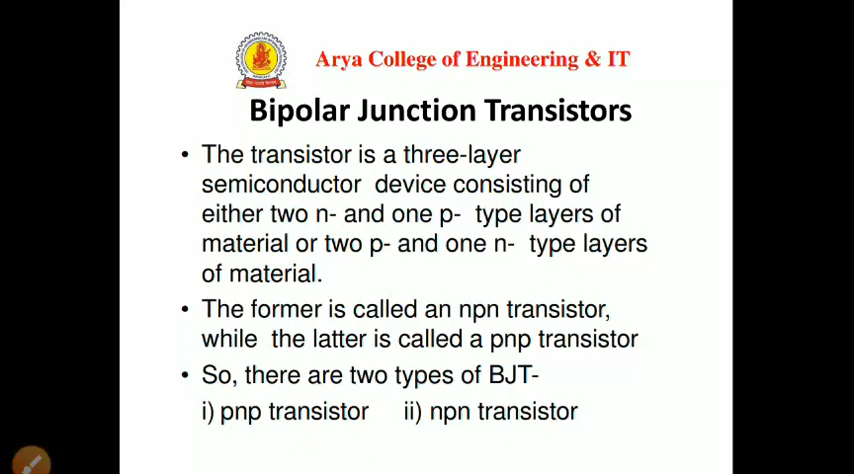 Arya College of Engineering & IT
Bipolar Junction Transistors
• The transistor is a three-layer
semiconductor device consisting of
either two n- and one p- type layers of
material or two p- and one n- type layers
of material.
• The former is called an npn transistor,
while the latter is called a pnp transistor
• So, there are two types of BJT-
i) pnp transistor ii) npn transistor